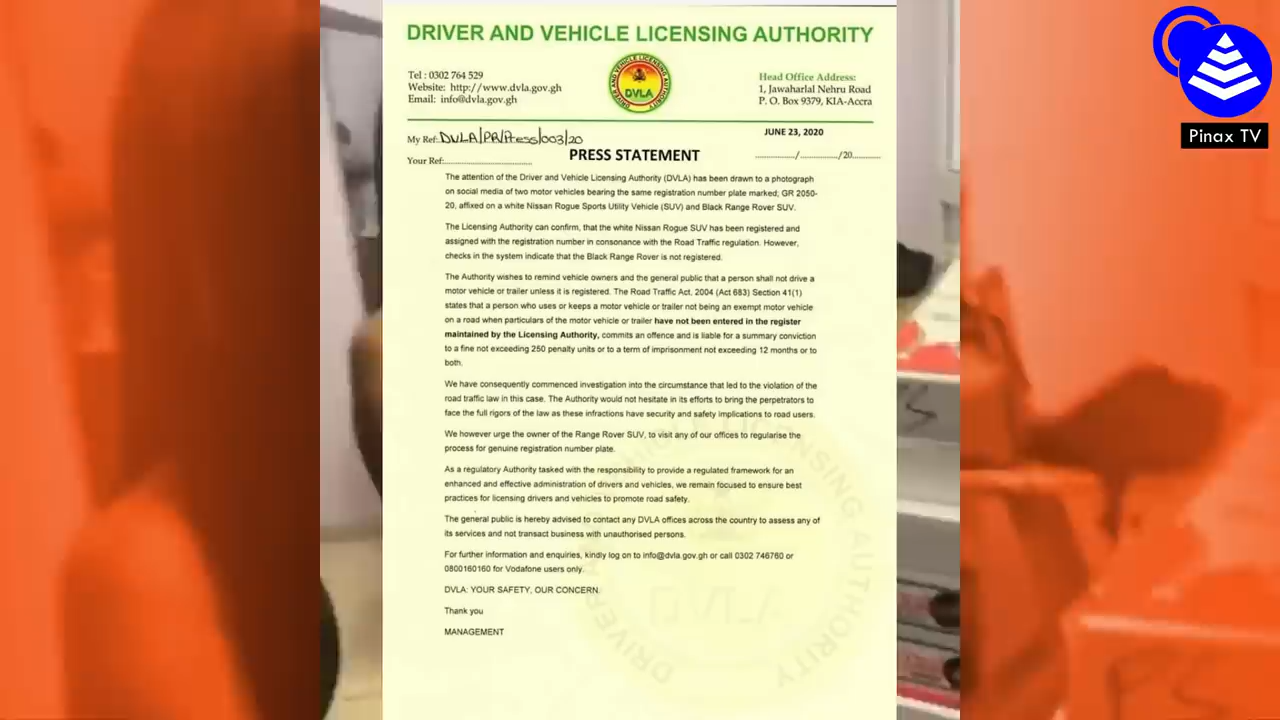 DRIVER AND VEHICLE LICENSING AUTHORITY
Tel : 0302 764 529
Website: http://www.dvla.gov.gh
Email: info@dvla.gov.gh
DRIVER AND VEHICLE LICENSING AUTHORITY
DVLA
Head Office Address:
1, Jawaharlal Nehru Road
P. O. Box 9379, KIA-Accra
Pinax TV
My Ref: DVLA/PR/Press/003/20
JUNE 23, 2020
Your Ref:..............................
............../............../20..........
PRESS STATEMENT
The attention of the Driver and Vehicle Licensing Authority (DVLA) has been drawn to a photograph
on social media of two motor vehicles bearing the same registration number plate marked; GR 2050-
20, affixed on a white Nissan Rogue Sports Utility Vehicle (SUV) and Black Range Rover SUV.
The Licensing Authority can confirm, that the white Nissan Rogue SUV has been registered and
assigned with the registration number in consonance with the Road Traffic regulation. However,
checks in the system indicate that the Black Range Rover is not registered.
The Authority wishes to remind vehicle owners and the general public that a person shall not drive a
motor vehicle or trailer unless it is registered. The Road Traffic Act, 2004 (Act 683) Section 41(1)
states that a person who uses or keeps a motor vehicle or trailer not being an exempt motor vehicle
on a road when particulars of the motor vehicle or trailer have not been entered in the register
maintained by the Licensing Authority, commits an offence and is liable for a summary conviction
to a fine not exceeding 250 penalty units or to a term of imprisonment not exceeding 12 months or to
both.
We have consequently commenced investigation into the circumstance that led to the violation of the
road traffic law in this case. The Authority would not hesitate in its efforts to bring the perpetrators to
face the full rigors of the law as these infractions have security and safety implications to road users.
We however urge the owner of the Range Rover SUV, to visit any of our offices to regularise the
process for genuine registration number plate.
As a regulatory Authority tasked with the responsibility to provide a regulated framework for an
enhanced and effective administration of drivers and vehicles, we remain focused to ensure best
practices for licensing drivers and vehicles to promote road safety.
The general public is hereby advised to contact any DVLA offices across the country to assess any of
its services and not transact business with unauthorised persons.
For further information and enquiries, kindly log on to info@dvla.gov.gh or call 0302 746760 or
0800160160 for Vodafone users only.
DVLA: YOUR SAFETY, OUR CONCERN.
Thank you
MANAGEMENT